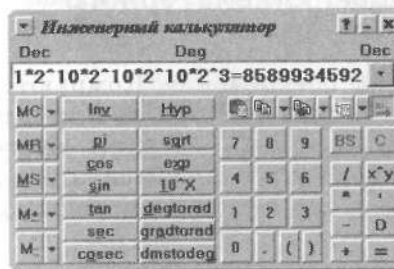 Инженерный калькулятор ? - x
Dec Deg Dec
1*2^10*2^10*2^10*2^3=8589934592
MC Inv Hyp
MR pi sqrt 7 8 9 BS C
cos exp
MS sin 10^X 4 5 6 / x^y
M+ tan degtorad 1 2 3 - D
sec gradtorad
M- cosec dmstodeg 0 . ( ) + =